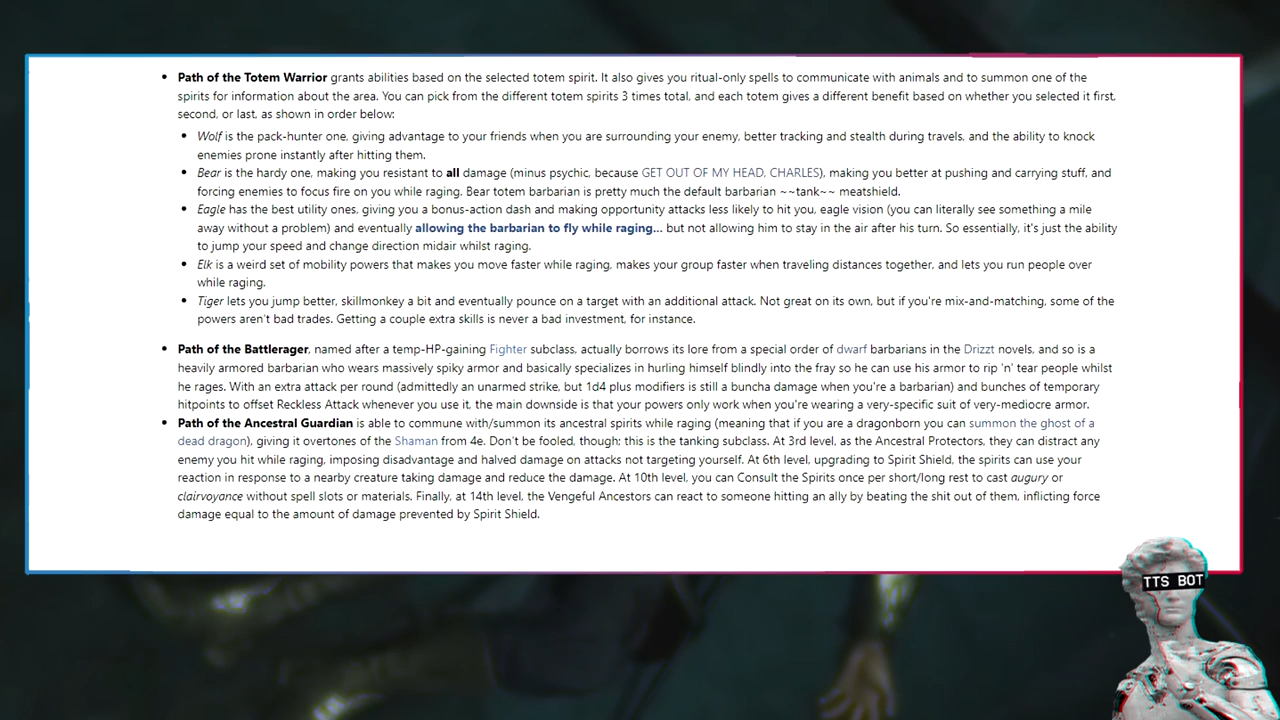 Path of the Totem Warrior grants abilities based on the selected totem spirit. It also gives you ritual-only spells to communicate with animals and to summon one of the
spirits for information about the area. You can pick from the different totem spirits 3 times total, and each totem gives a different benefit based on whether you selected it first,
second, or last, as shown in order below:
Wolf is the pack-hunter one, giving advantage to your friends when you are surrounding your enemy, better tracking and stealth during travels, and the ability to knock
enemies prone instantly after hitting them.
Bear is the hardy one, making you resistant to all damage (minus psychic, because GET OUT OF MY HEAD, CHARLES), making you better at pushing and carrying stuff, and
forcing enemies to focus fire on you while raging. Bear totem barbarian is pretty much the default barbarian ~~tank~~ meatshield.
Eagle has the best utility ones, giving you a bonus-action dash and making opportunity attacks less likely to hit you, eagle vision (you can literally see something a mile
away without a problem) and eventually allowing the barbarian to fly while raging... but not allowing him to stay in the air after his turn. So essentially, it's just the ability
to jump your speed and change direction midair whilst raging.
Elk is a weird set of mobility powers that makes you move faster while raging, makes your group faster when traveling distances together, and lets you run people over
while raging.
Tiger lets you jump better, skillmonkey a bit and eventually pounce on a target with an additional attack. Not great on its own, but if you're mix-and-matching, some of the
powers aren't bad trades. Getting a couple extra skills is never a bad investment, for instance.
Path of the Battlerager, named after a temp-HP-gaining Fighter subclass, actually borrows its lore from a special order of dwarf barbarians in the Drizzt novels, and so is a
heavily armored barbarian who wears massively spiky armor and basically specializes in hurling himself blindly into the fray so he can use his armor to rip 'n' tear people whilst
he rages. With an extra attack per round (admittedly an unarmed strike, but 1d4 plus modifiers is still a buncha damage when you're a barbarian) and bunches of temporary
hitpoints to offset Reckless Attack whenever you use it, the main downside is that your powers only work when you're wearing a very-specific suit of very-mediocre armor.
Path of the Ancestral Guardian is able to commune with/summon its ancestral spirits while raging (meaning that if you are a dragonborn you can summon the ghost of a
dead dragon), giving it overtones of the Shaman from 4e. Don't be fooled, though: this is the tanking subclass. At 3rd level, as the Ancestral Protectors, they can distract any
enemy you hit while raging, imposing disadvantage and halved damage on attacks not targeting yourself. At 6th level, upgrading to Spirit Shield, the spirits can use your
reaction in response to a nearby creature taking damage and reduce the damage. At 10th level, you can Consult the Spirits once per short/long rest to cast augury or
clairvoyance without spell slots or materials. Finally, at 14th level, the Vengeful Ancestors can react to someone hitting an ally by beating the shit out of them, inflicting force
damage equal to the amount of damage prevented by Spirit Shield.
TTS BOT